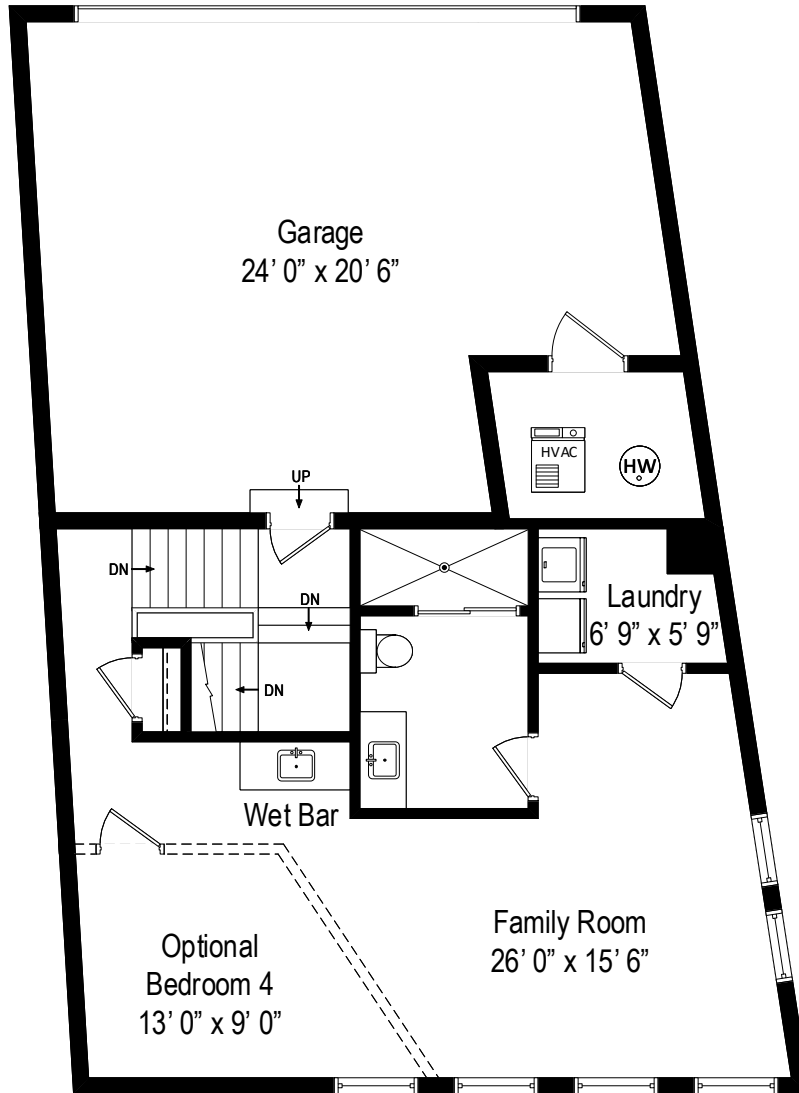 Garage
24’ 0” x 20’ 6”
HVAC
HW
UP
DN
DN
DN
Laundry
6’ 9” x 5’ 9”
Wet Bar
Family Room
26’ 0” x 15’ 6”
Optional
Bedroom 4
13’ 0” x 9’ 0”